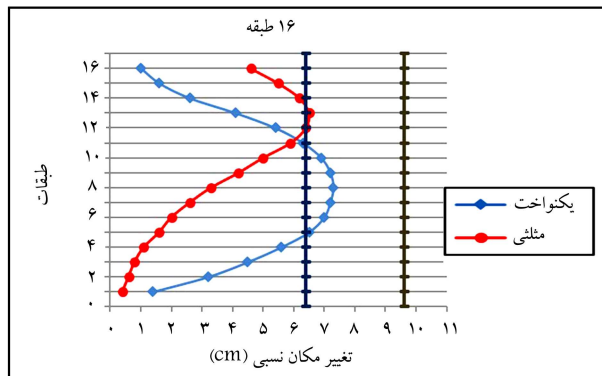 ۱۶ طبقه
۱۶
۱۴
۱۲
۱۰
۸
۶
۴
۲
۰
طبقات
۰ ۱ ۲ ۳ ۴ ۵ ۶ ۷ ۸ ۹ ۱۰ ۱۱
تغییر مکان نسبی (cm)
یکنواخت
مثلثی